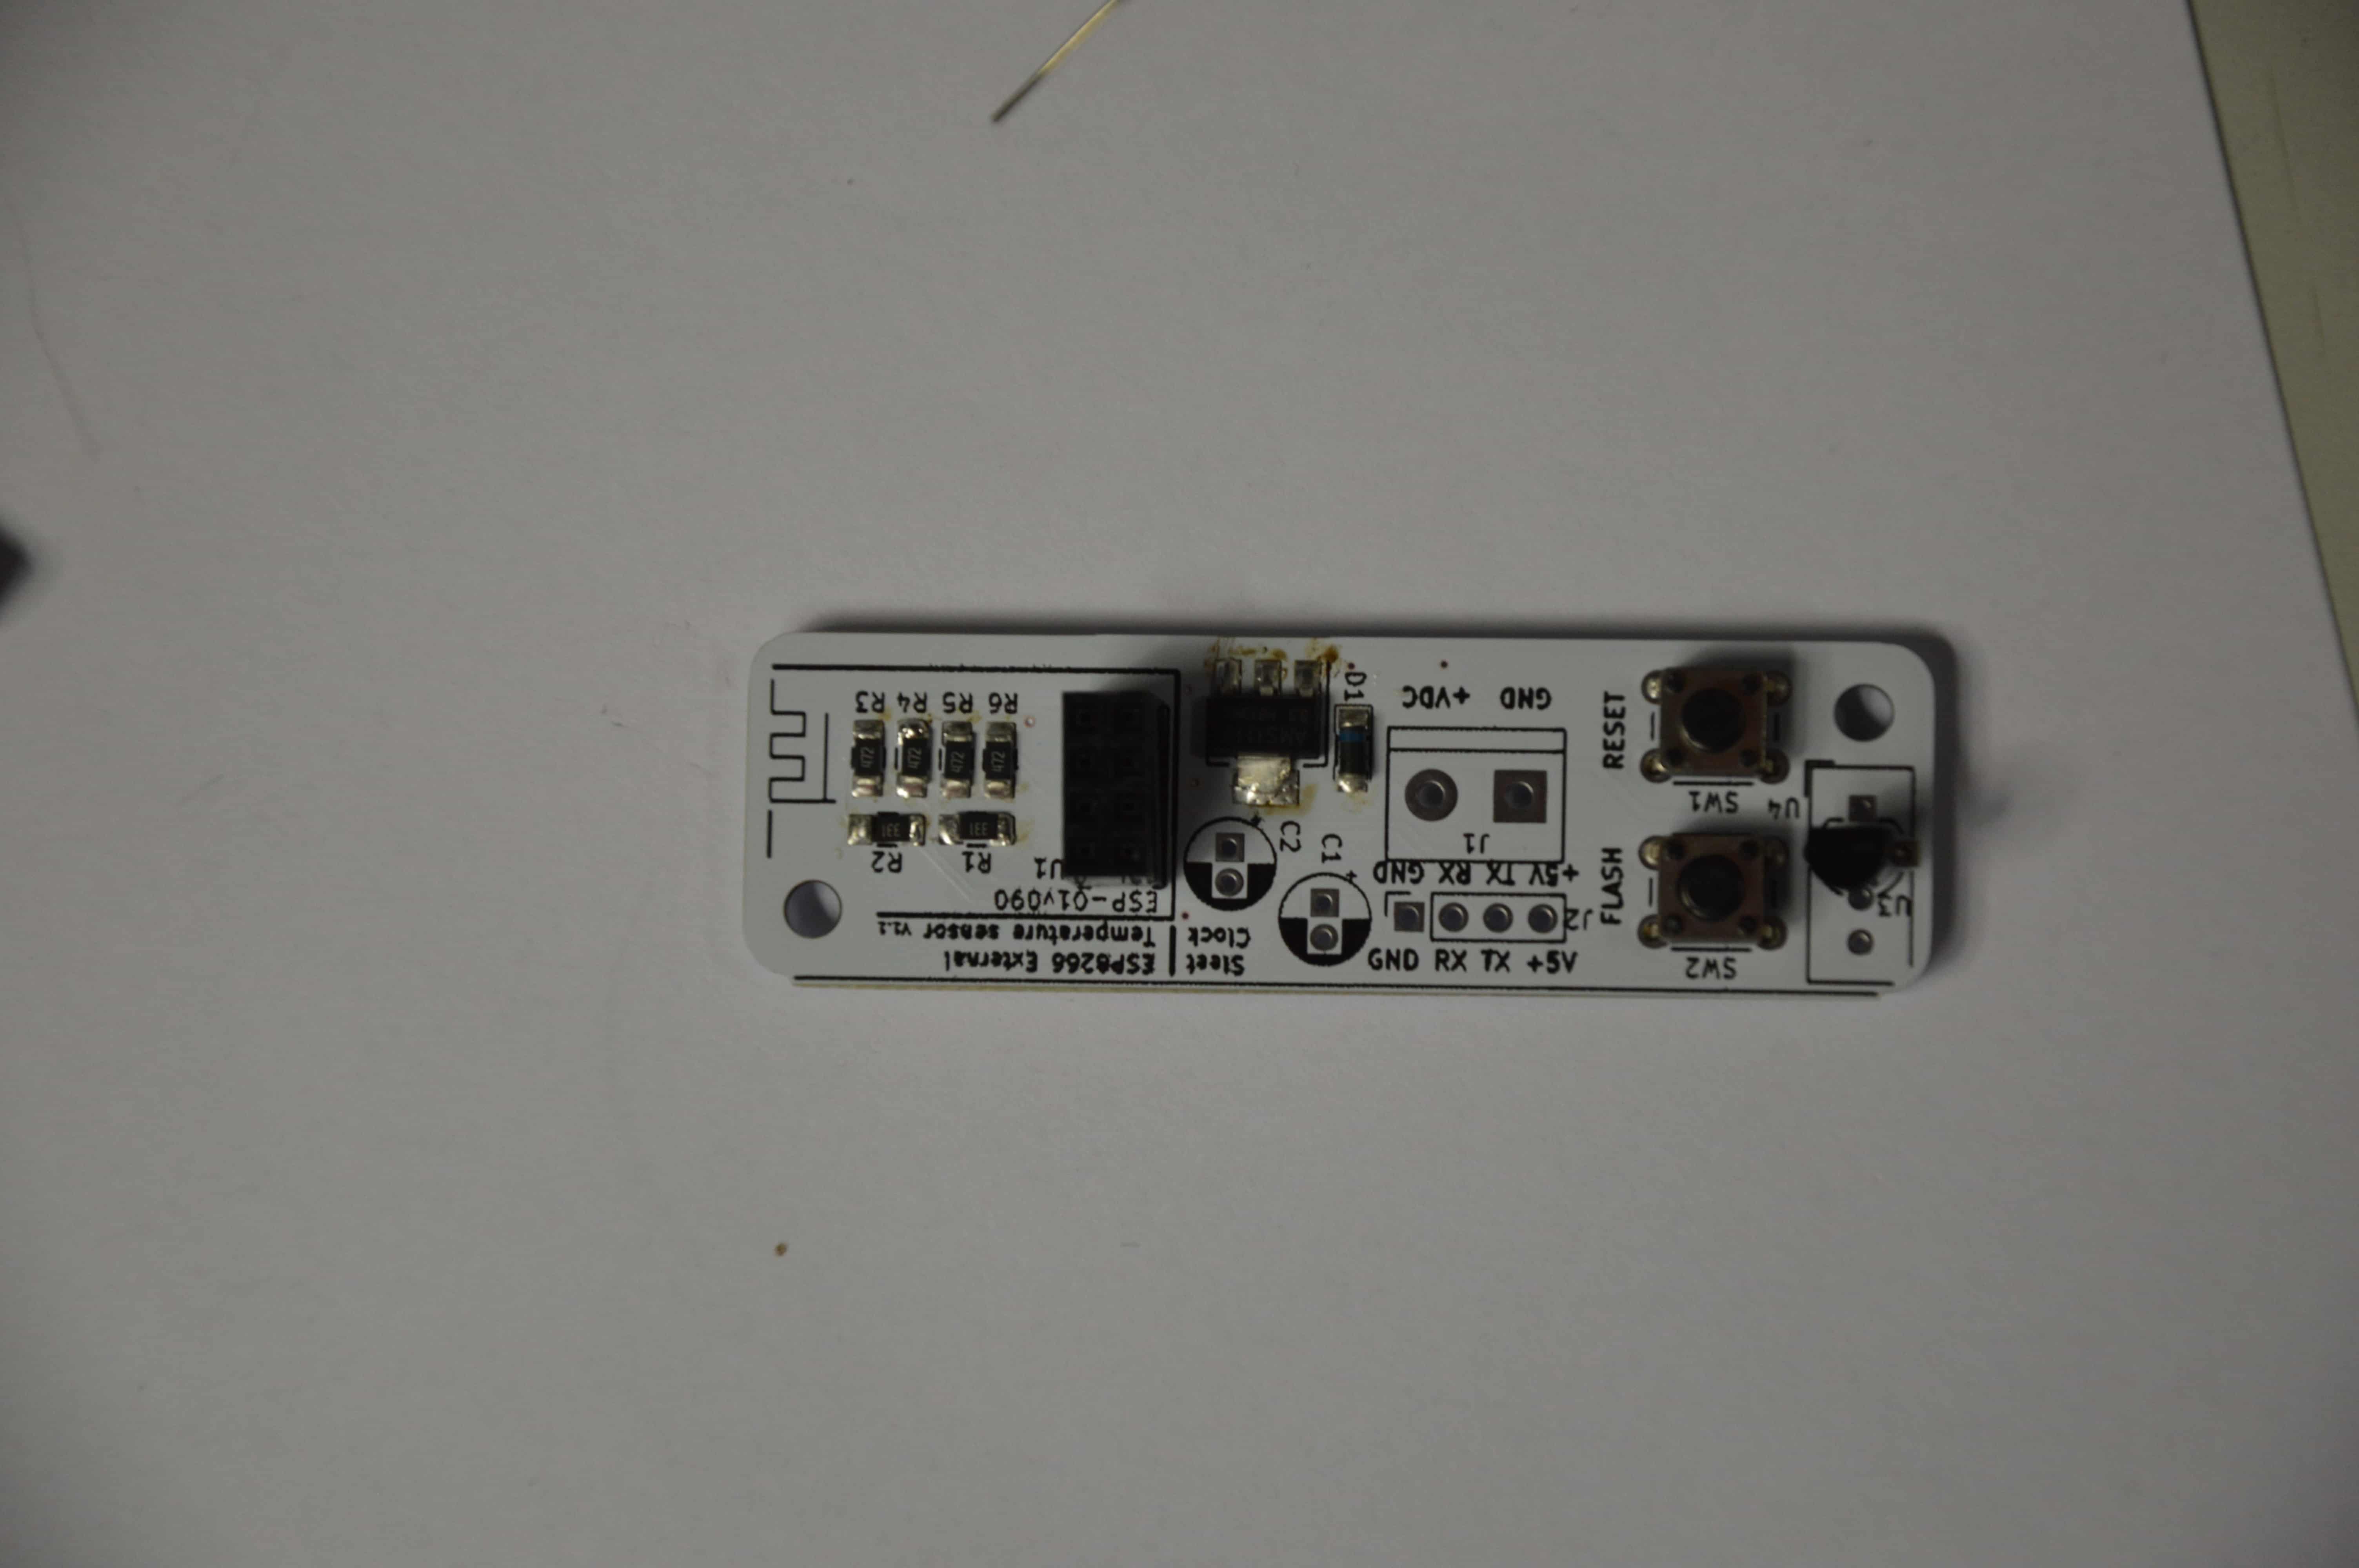 R3 R4 R5 R6
472 472 472 472
331 331
R2 R1
U1
ESP-01v090
Sleet | ESP8266 External
Clock | Temperature sensor v1.1
D1
C2
C1
+
+
+VDC GND
J1
GND RX TX +5V
J2
GND RX TX +5V
RESET
SW1
FLASH
SW2
U4
U3